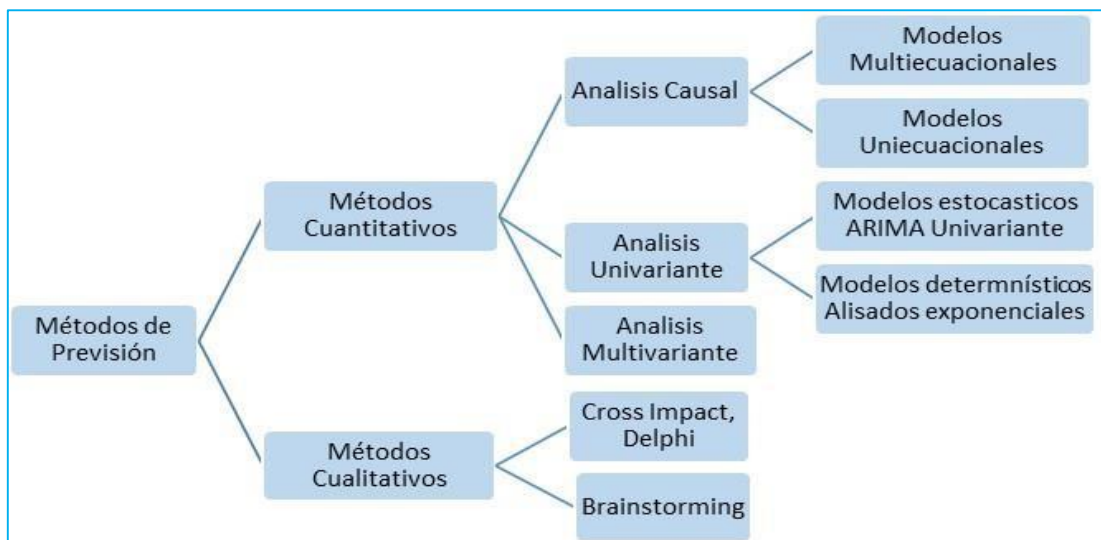 Métodos de
Previsión
Métodos
Cuantitativos
Analisis Causal
Modelos
Multiecuacionales
Modelos
Uniecuacionales
Analisis
Univariante
Modelos estocasticos
ARIMA Univariante
Modelos determnísticos
Alisados exponenciales
Analisis
Multivariante
Métodos
Cualitativos
Cross Impact,
Delphi
Brainstorming